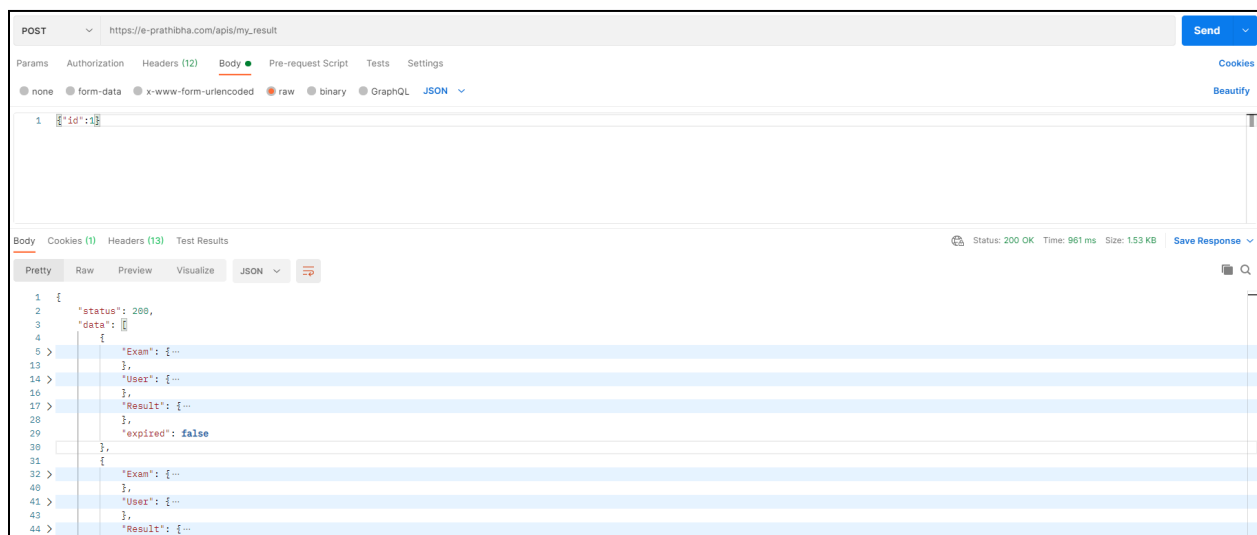 POST https://e-prathibha.com/apis/my_result Send
Params Authorization Headers (12) Body Pre-request Script Tests Settings Cookies
none form-data x-www-form-urlencoded raw binary GraphQL JSON Beautify
1 {"id":1}
Body Cookies (1) Headers (13) Test Results Status: 200 OK Time: 961 ms Size: 1.53 KB Save Response
Pretty Raw Preview Visualize JSON
1 {
2 "status": 200,
3 "data": [
4 {
5 "Exam": {…
13 },
14 "User": {…
16 },
17 "Result": {…
28 },
29 "expired": false
30 },
31 {
32 "Exam": {…
40 },
41 "User": {…
43 },
44 "Result": {…